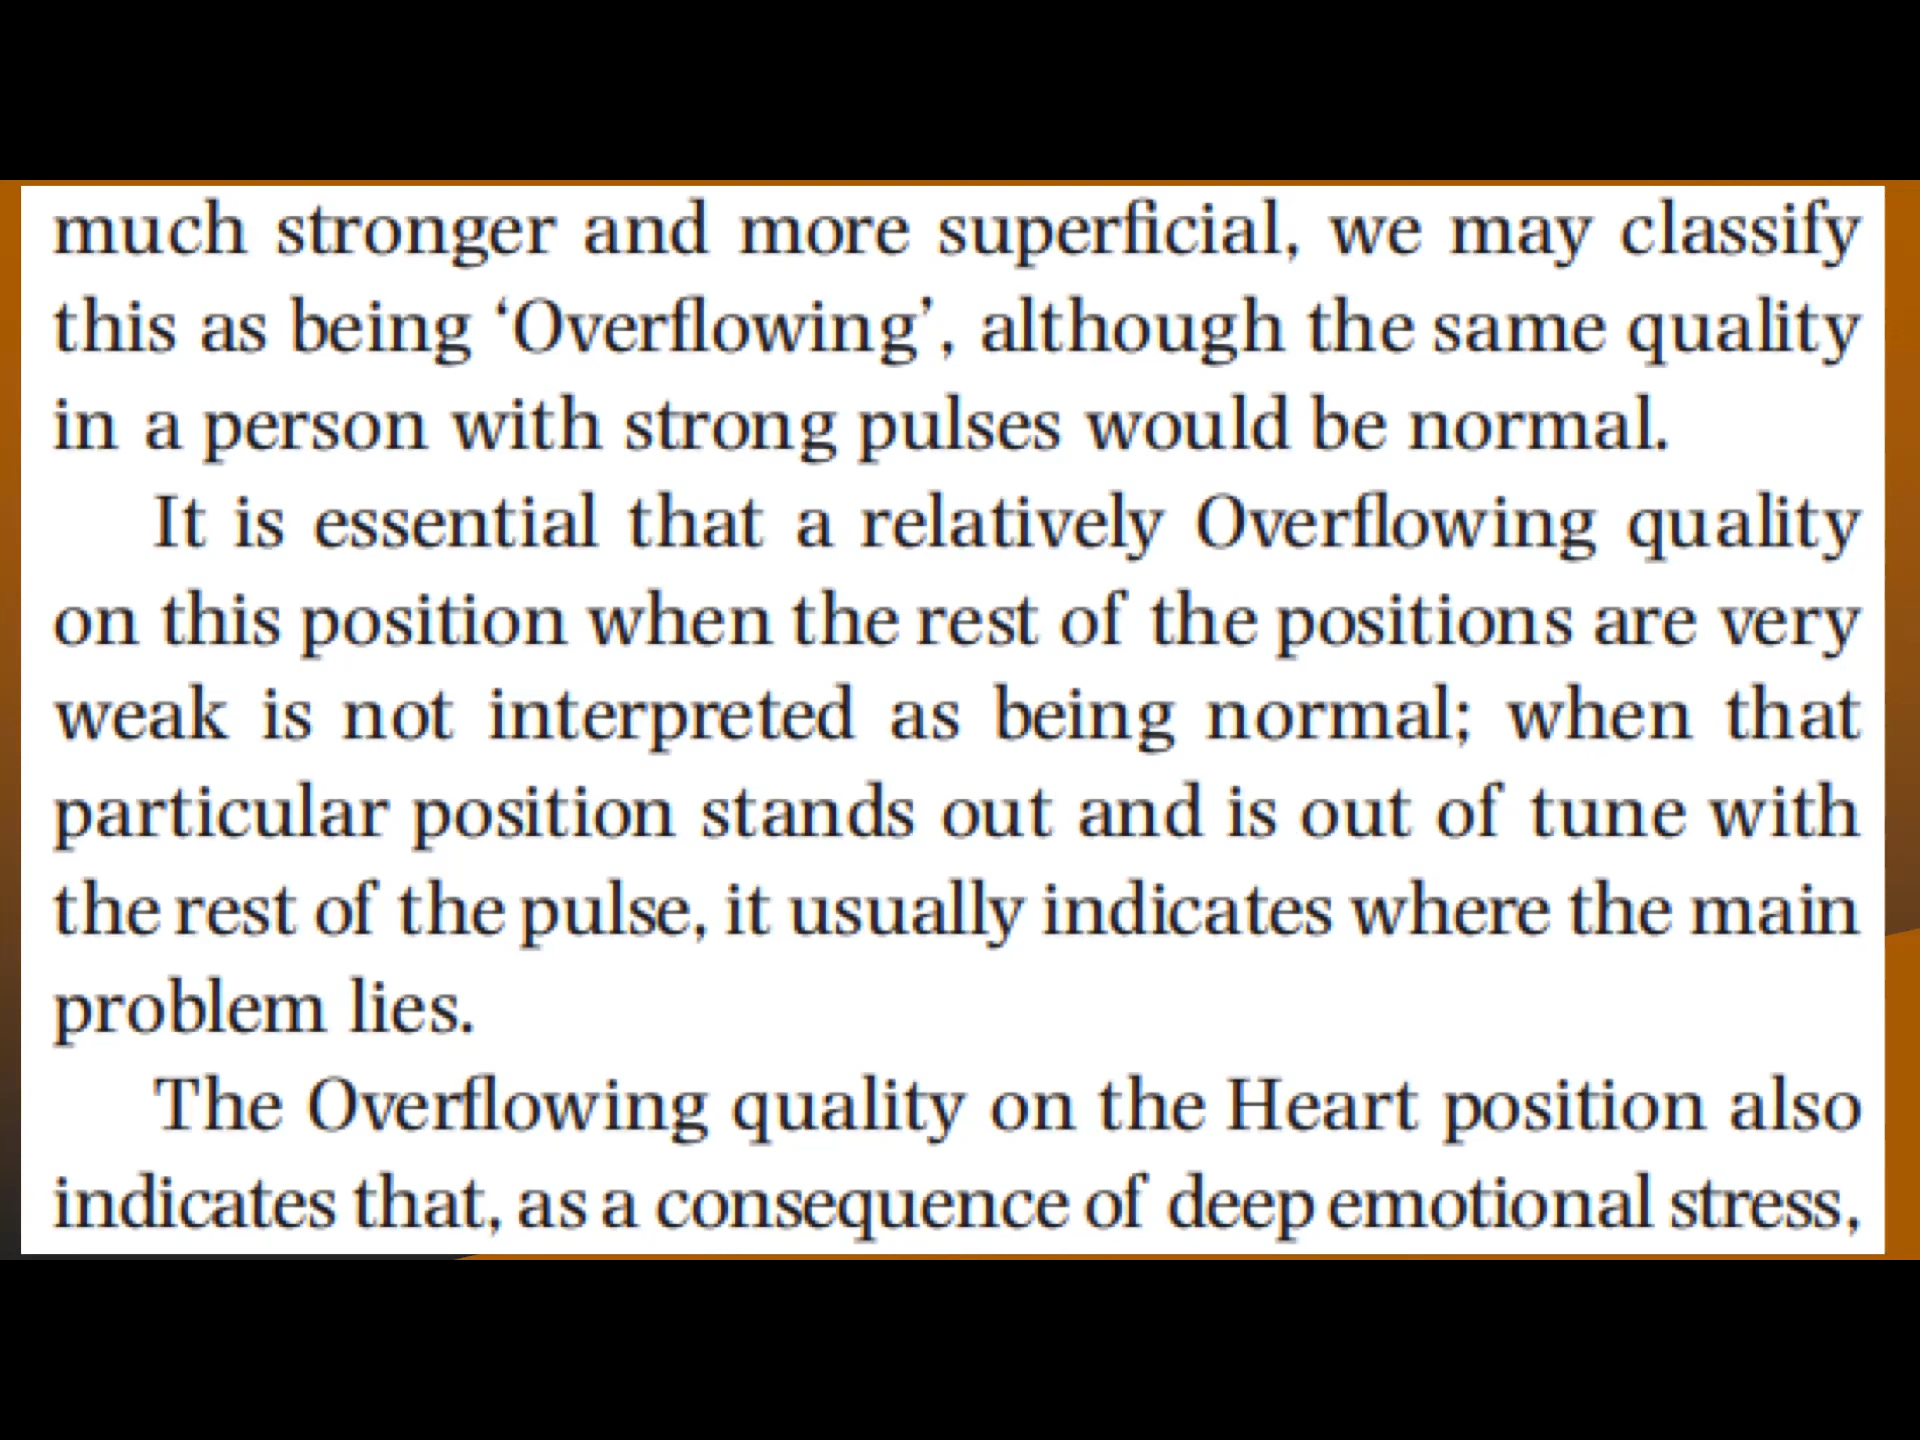 much stronger and more superficial, we may classify
this as being ‘Overflowing’, although the same quality
in a person with strong pulses would be normal.
It is essential that a relatively Overflowing quality
on this position when the rest of the positions are very
weak is not interpreted as being normal; when that
particular position stands out and is out of tune with
the rest of the pulse, it usually indicates where the main
problem lies.
The Overflowing quality on the Heart position also
indicates that, as a consequence of deep emotional stress,